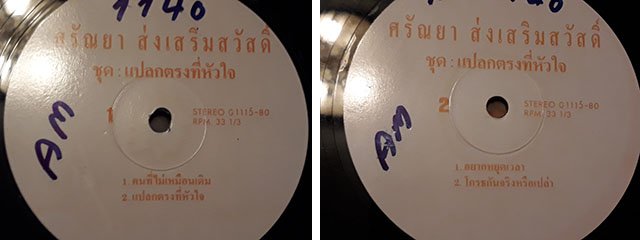 1140
ศรัณยา ส่งเสริมสวัสดิ์
ชุด : แปลกตรงที่หัวใจ
1
STEREO G1115-80
RPM. 33 1/3
AM
1. คนที่ไม่เหมือนเดิม
2. แปลกตรงที่หัวใจ
ศรัณยา ส่งเสริมสวัสดิ์
ชุด : แปลกตรงที่หัวใจ
2
STEREO G1115-80
RPM. 33 1/3
AM
1. อยากหยุดเวลา
2. โกรธกันจริงหรือเปล่า